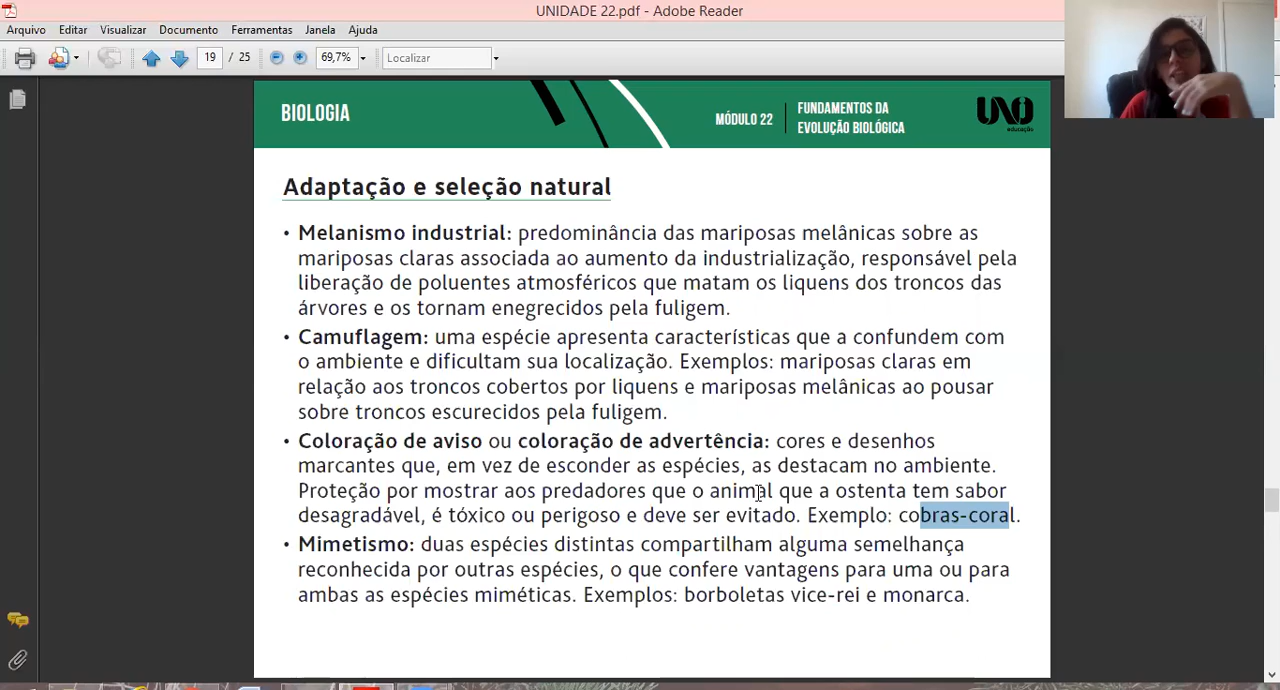 UNIDADE 22.pdf - Adobe Reader
Arquivo Editar Visualizar Documento Ferramentas Janela Ajuda
19 / 25 69,7% Localizar
BIOLOGIA
MÓDULO 22
FUNDAMENTOS DA
EVOLUÇÃO BIOLÓGICA
UNO
educação
Adaptação e seleção natural
• Melanismo industrial: predominância das mariposas melânicas sobre as
mariposas claras associada ao aumento da industrialização, responsável pela
liberação de poluentes atmosféricos que matam os liquens dos troncos das
árvores e os tornam enegrecidos pela fuligem.
• Camuflagem: uma espécie apresenta características que a confundem com
o ambiente e dificultam sua localização. Exemplos: mariposas claras em
relação aos troncos cobertos por liquens e mariposas melânicas ao pousar
sobre troncos escurecidos pela fuligem.
• Coloração de aviso ou coloração de advertência: cores e desenhos
marcantes que, em vez de esconder as espécies, as destacam no ambiente.
Proteção por mostrar aos predadores que o animal que a ostenta tem sabor
desagradável, é tóxico ou perigoso e deve ser evitado. Exemplo: cobras-coral.
• Mimetismo: duas espécies distintas compartilham alguma semelhança
reconhecida por outras espécies, o que confere vantagens para uma ou para
ambas as espécies miméticas. Exemplos: borboletas vice-rei e monarca.